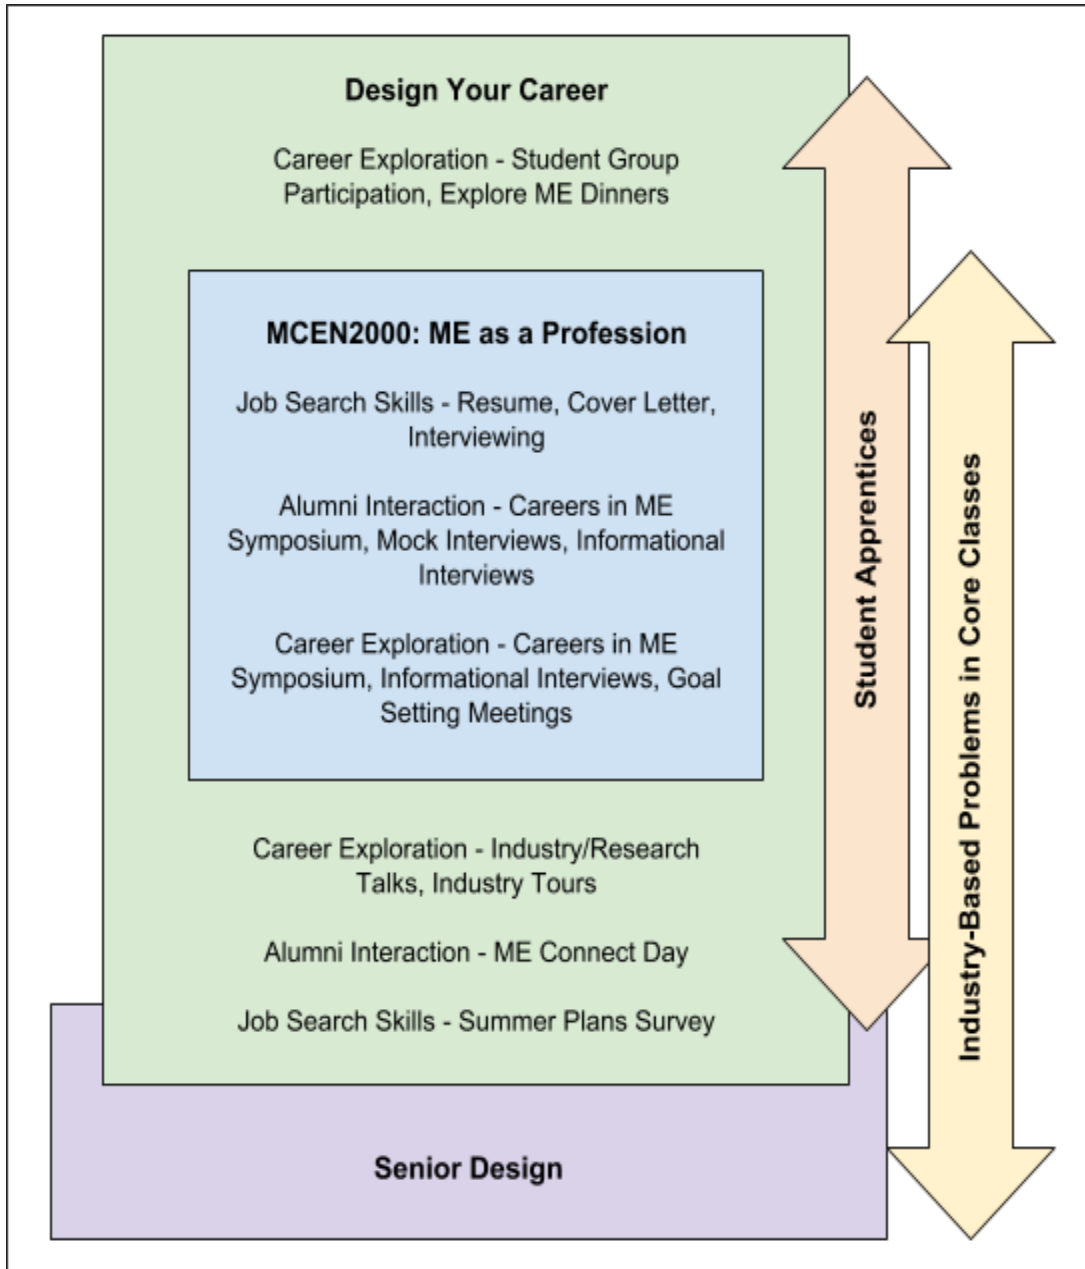 Design Your Career
Career Exploration - Student Group
Participation, Explore ME Dinners
MCEN2000: ME as a Profession
Job Search Skills - Resume, Cover Letter,
Interviewing
Alumni Interaction - Careers in ME
Symposium, Mock Interviews, Informational
Interviews
Career Exploration - Careers in ME
Symposium, Informational Interviews, Goal
Setting Meetings
Career Exploration - Industry/Research
Talks, Industry Tours
Alumni Interaction - ME Connect Day
Job Search Skills - Summer Plans Survey
Senior Design
Student Apprentices
Industry-Based Problems in Core Classes